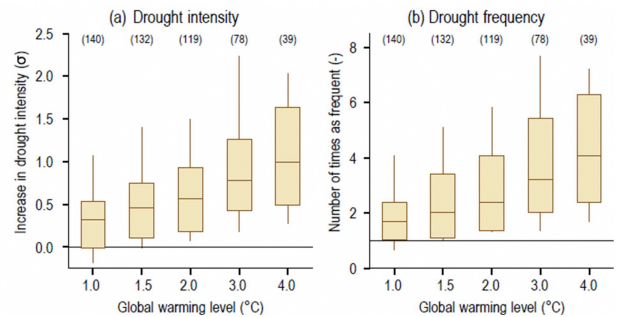 (a) Drought intensity
(140) (132) (119) (78) (39)
Increase in drought intensity (σ)
2.5
2.0
1.5
1.0
0.5
0.0
1.0 1.5 2.0 3.0 4.0
Global warming level (°C)
(b) Drought frequency
(140) (132) (119) (78) (39)
Number of times as frequent (-)
8
6
4
2
0
1.0 1.5 2.0 3.0 4.0
Global warming level (°C)